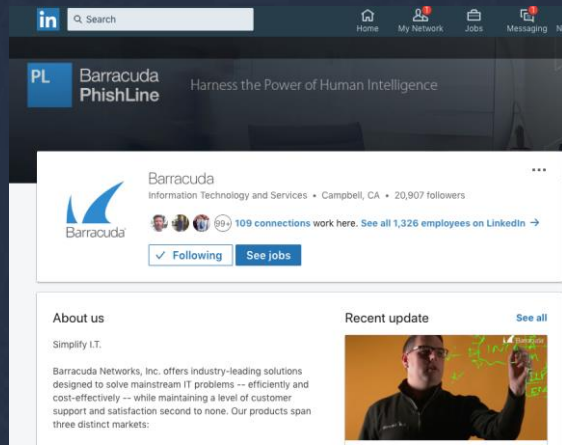 in
Search
Home
My Network
Jobs
Messaging
PL
Barracuda
PhishLine
Harness the Power of Human Intelligence
Barracuda
Barracuda
Information Technology and Services • Campbell, CA • 20,907 followers
99+ 109 connections work here. See all 1,326 employees on LinkedIn →
✓ Following
See jobs
About us
Simplify I.T.
Barracuda Networks, Inc. offers industry-leading solutions
designed to solve mainstream IT problems -- efficiently and
cost-effectively -- while maintaining a level of customer
support and satisfaction second to none. Our products span
three distinct markets:
Recent update
See all
Barracuda